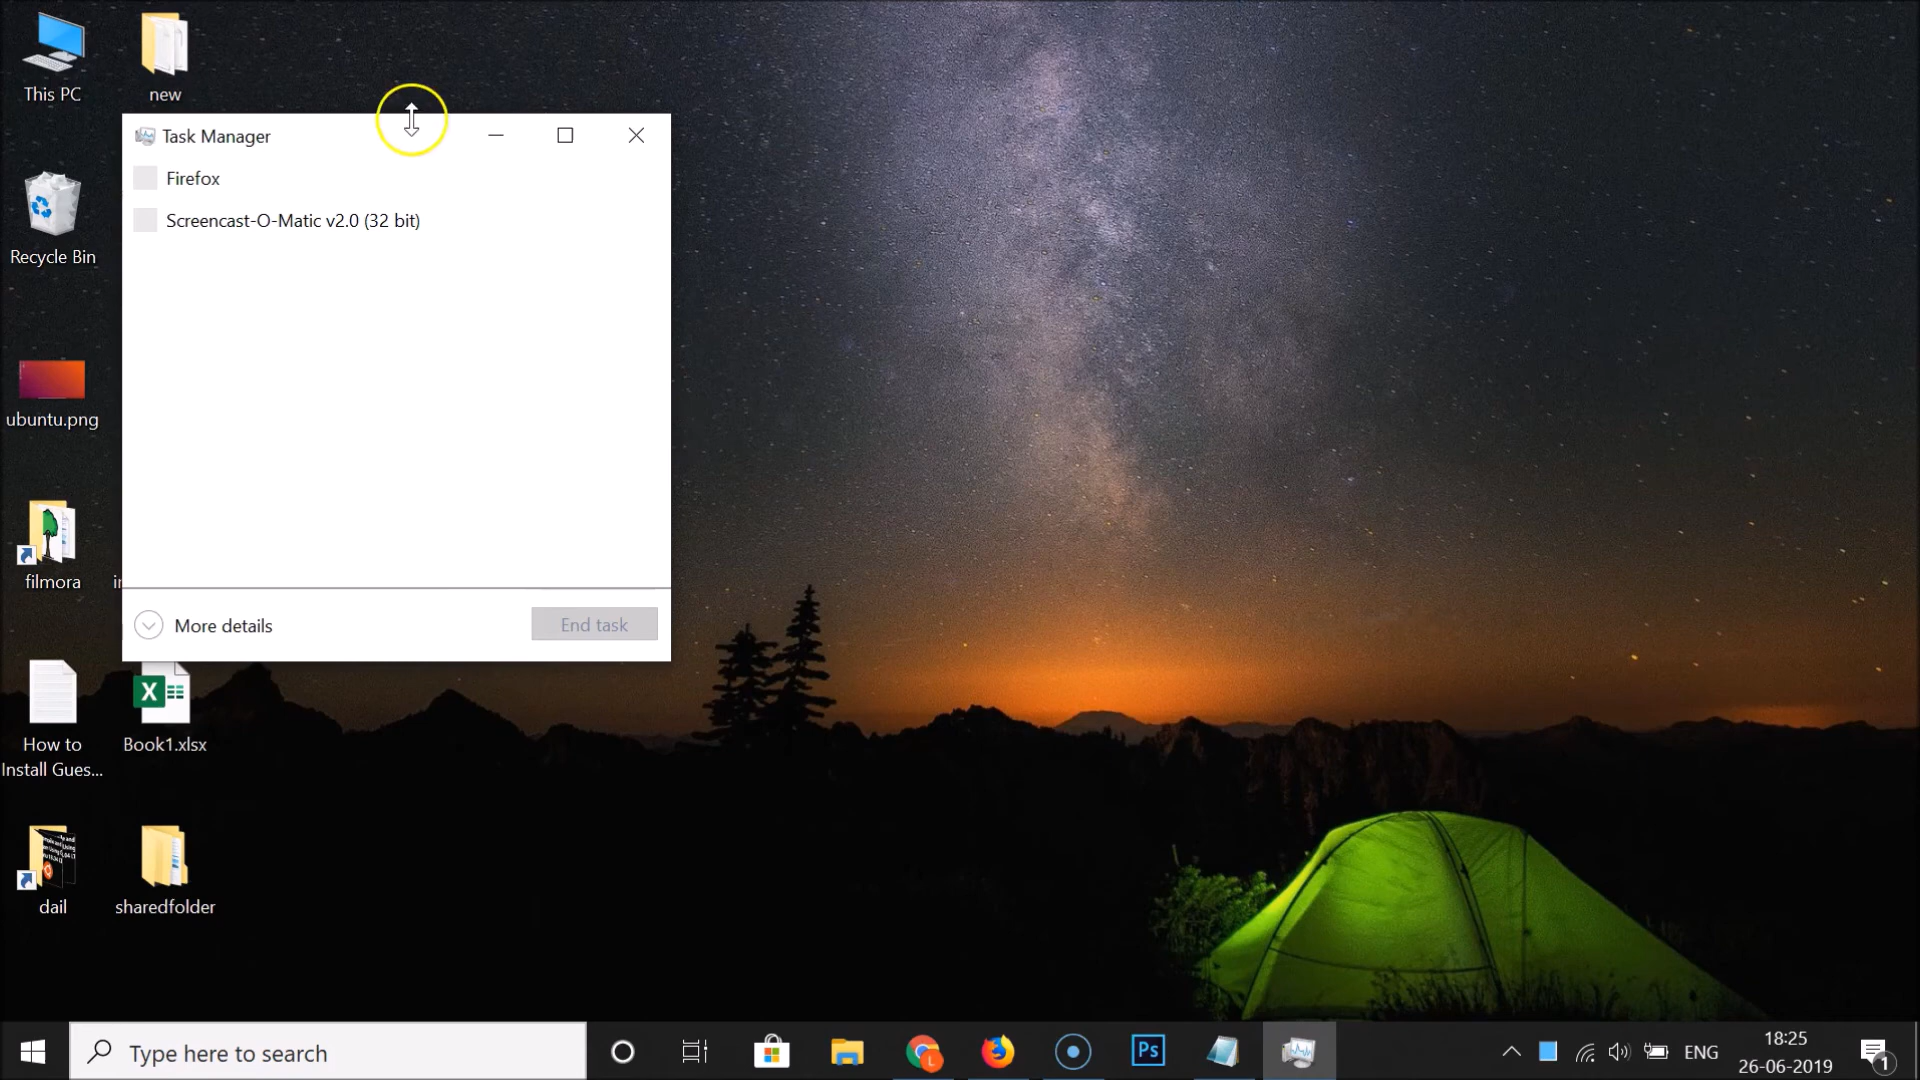 This PC
new
Task Manager
Firefox
Screencast-O-Matic v2.0 (32 bit)
Recycle Bin
ubuntu.png
filmora
More details
End task
How to
Install Gues...
Book1.xlsx
dail
sharedfolder
Type here to search
Ps
ENG
18:25
26-06-2019
1